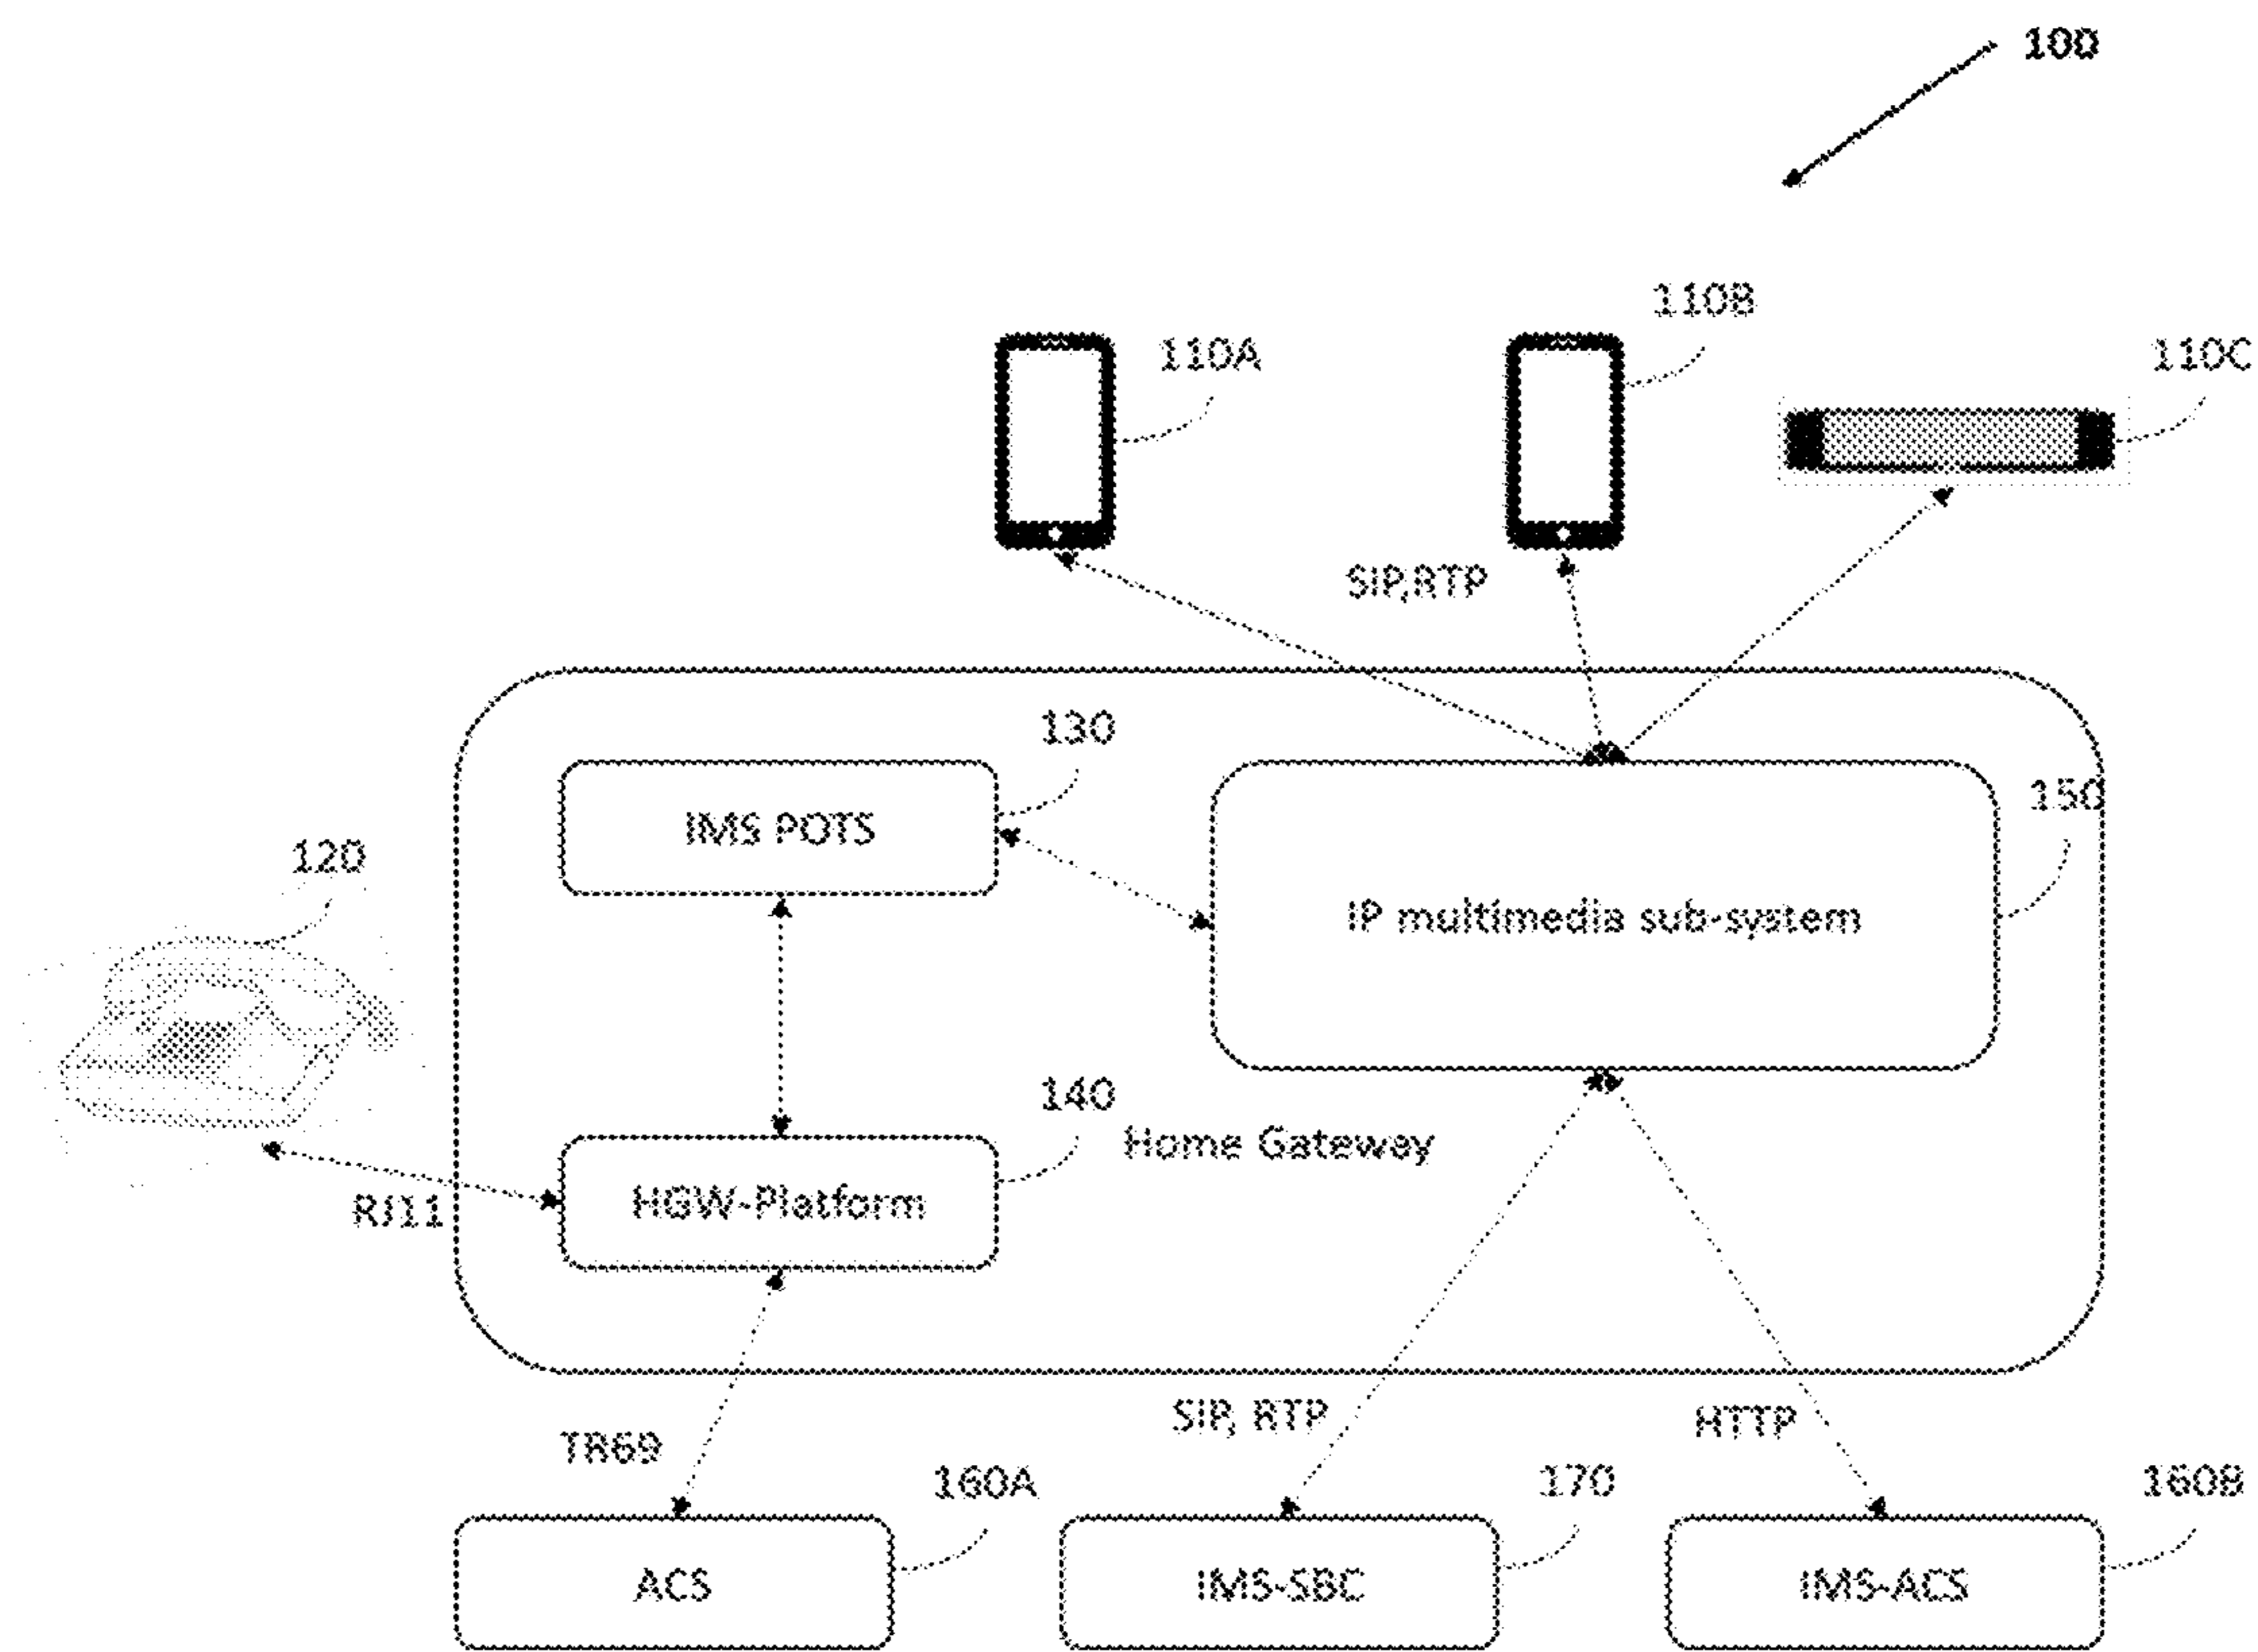 100
110B
110A
110C
SIP,RTP
130
150
IMS POTS
120
IP multimedia sub-system
140
Home Gateway
HGW-Platform
RJ11
SIP, RTP
HTTP
TR69
160A
170
160B
ACS
IMS-SBC
IMS-ACS